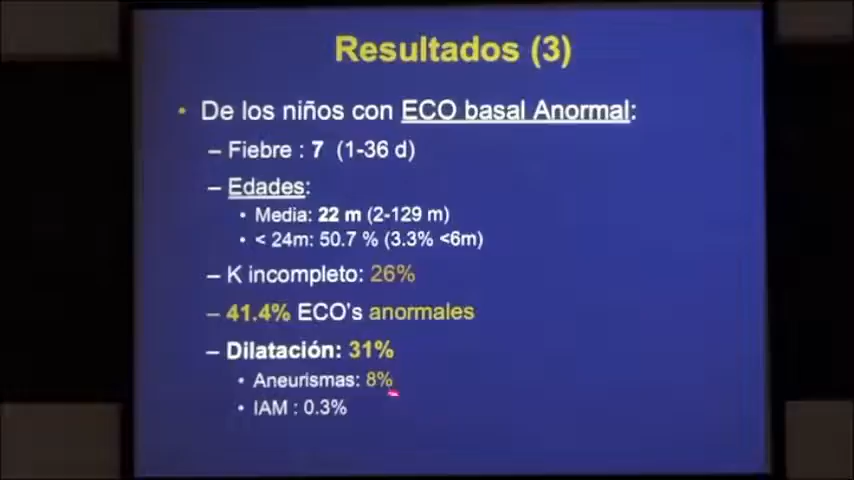 Resultados (3)
• De los niños con ECO basal Anormal:
– Fiebre : 7 (1-36 d)
– Edades:
• Media: 22 m (2-129 m)
• < 24m: 50.7 % (3.3% <6m)
– K incompleto: 26%
– 41.4% ECO's anormales
– Dilatación: 31%
• Aneurismas: 8%
• IAM : 0.3%